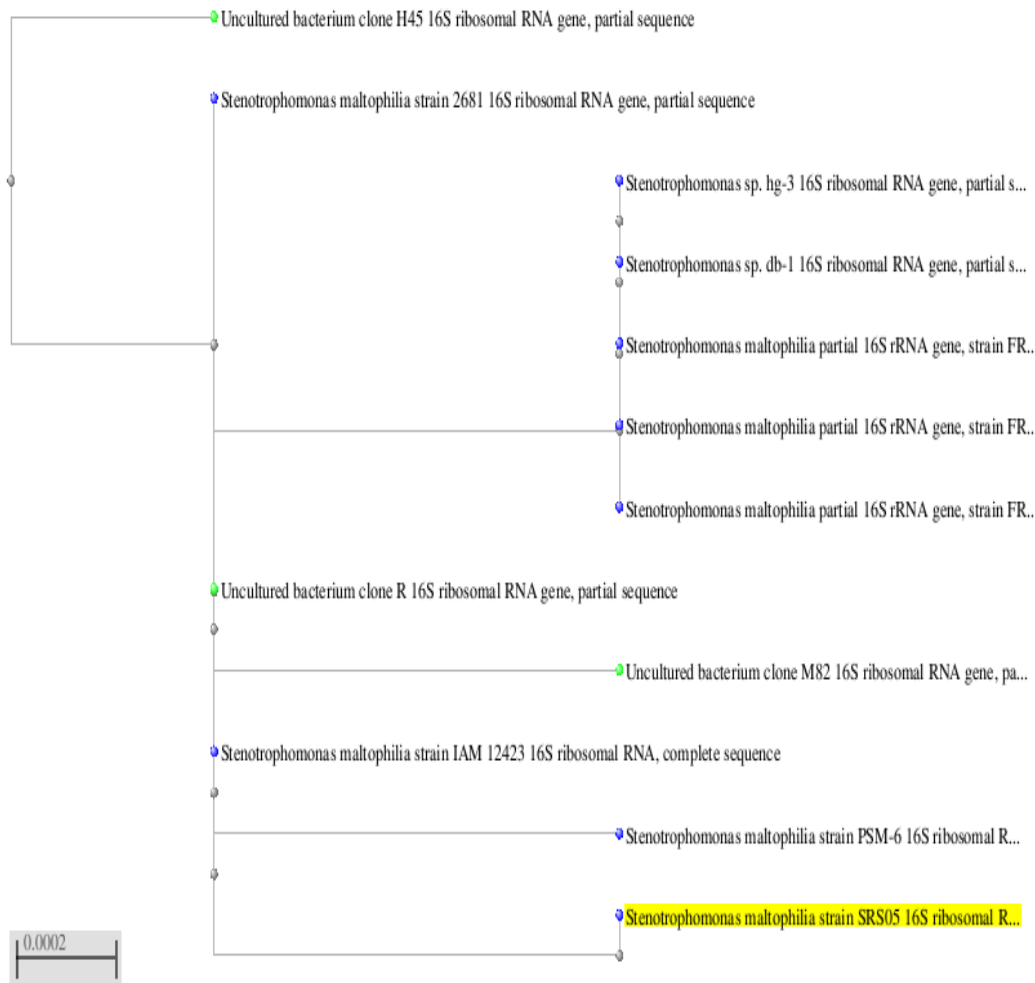 Uncultured bacterium clone H45 16S ribosomal RNA gene, partial sequence
Stenotrophomonas maltophilia strain 2681 16S ribosomal RNA gene, partial sequence
Stenotrophomonas sp. hg-3 16S ribosomal RNA gene, partial s...
Stenotrophomonas sp. db-1 16S ribosomal RNA gene, partial s...
Stenotrophomonas maltophilia partial 16S rRNA gene, strain FR...
Stenotrophomonas maltophilia partial 16S rRNA gene, strain FR...
Stenotrophomonas maltophilia partial 16S rRNA gene, strain FR...
Uncultured bacterium clone R 16S ribosomal RNA gene, partial sequence
Uncultured bacterium clone M82 16S ribosomal RNA gene, pa...
Stenotrophomonas maltophilia strain IAM 12423 16S ribosomal RNA, complete sequence
Stenotrophomonas maltophilia strain PSM-6 16S ribosomal R...
Stenotrophomonas maltophilia strain SRS05 16S ribosomal R...
0.0002